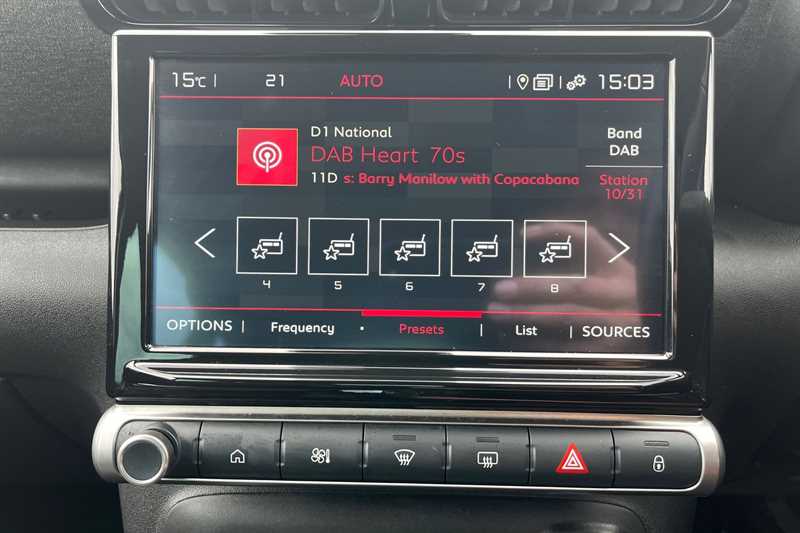 15°C | 21 AUTO 15:03
D1 National
DAB Heart 70s
11D s: Barry Manilow with Copacabana
Band
DAB
Station
10/31
4 5 6 7 8
OPTIONS | Frequency • Presets | List | SOURCES